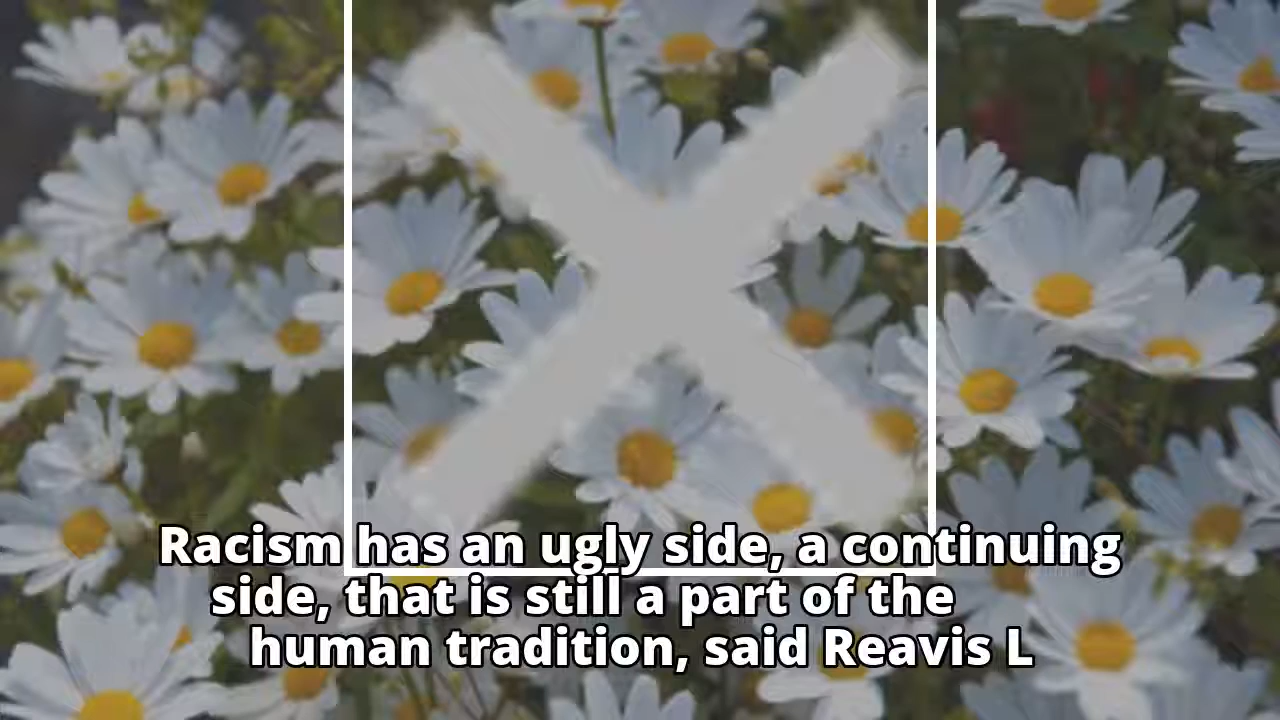 Racism has an ugly side, a continuing
side, that is still a part of the
human tradition, said Reavis L